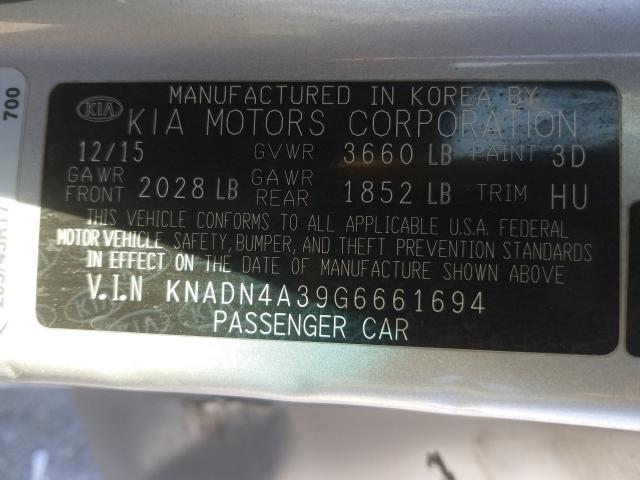 MANUFACTURED IN KOREA BY
KIA KIA MOTORS CORPORATION
12/15 GVWR 3660 LB PAINT 3D
GAWR FRONT 2028 LB GAWR REAR 1852 LB TRIM HU
THIS VEHICLE CONFORMS TO ALL APPLICABLE U.S.A. FEDERAL
MOTOR VEHICLE SAFETY, BUMPER, AND THEFT PREVENTION STANDARDS
IN EFFECT ON THE DATE OF MANUFACTURE SHOWN ABOVE
V.I.N KNADN4A39G6661694
PASSENGER CAR
700